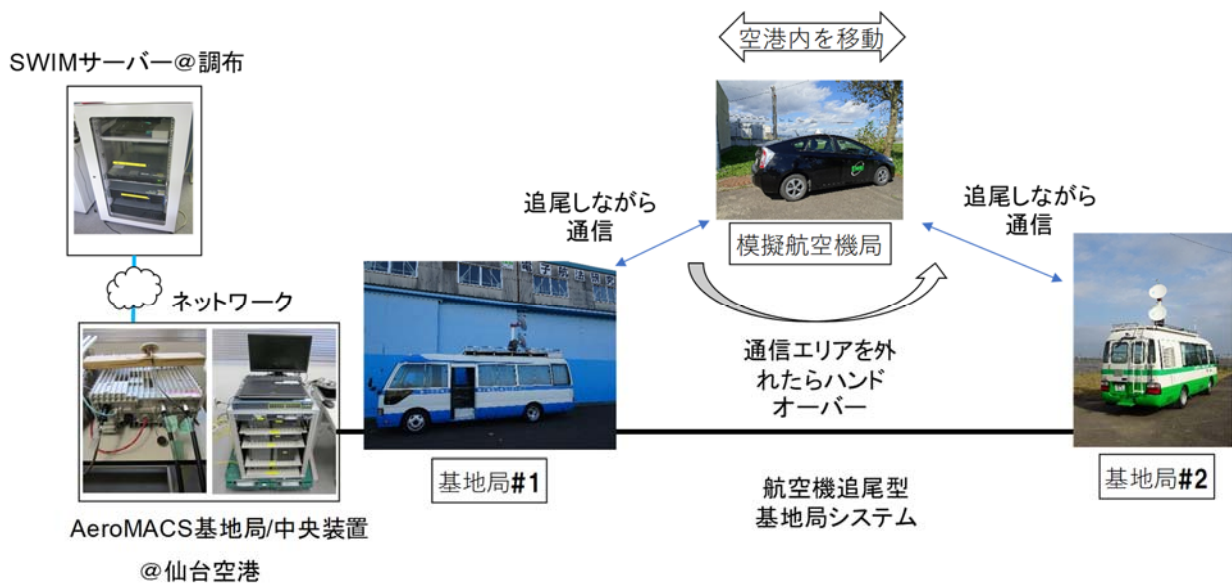 空港内を移動
SWIMサーバー＠調布
追尾しながら
通信
追尾しながら
通信
模擬航空機局
ネットワーク
通信エリアを外
れたらハンド
オーバー
基地局#1
基地局#2
航空機追尾型
基地局システム
AeroMACS基地局/中央装置
＠仙台空港